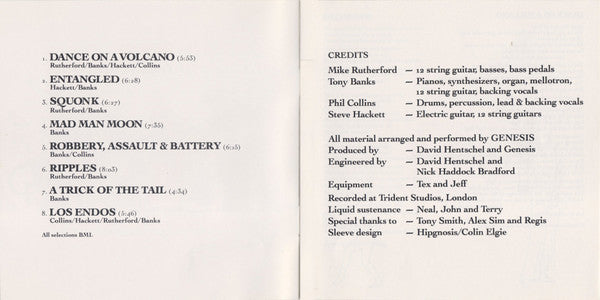 1. DANCE ON A VOLCANO (5:53)
Rutherford/Banks/Hackett/Collins
2. ENTANGLED (6:28)
Hackett/Banks
3. SQUONK (6:27)
Rutherford/Banks
4. MAD MAN MOON (7:35)
Banks
5. ROBBERY, ASSAULT & BATTERY (6:15)
Banks/Collins
6. RIPPLES (8:03)
Rutherford/Banks
7. A TRICK OF THE TAIL (4:34)
Banks
8. LOS ENDOS (5:46)
Collins/Hackett/Rutherford/Banks
All selections BMI.
CREDITS
Mike Rutherford – 12 string guitar, basses, bass pedals
Tony Banks – Pianos, synthesizers, organ, mellotron,
12 string guitar, backing vocals
Phil Collins – Drums, percussion, lead & backing vocals
Steve Hackett – Electric guitar, 12 string guitars
All material arranged and performed by GENESIS
Produced by – David Hentschel and Genesis
Engineered by – David Hentschel and
Nick Haddock Bradford
Equipment – Tex and Jeff
Recorded at Trident Studios, London
Liquid sustenance – Neal, John and Terry
Special thanks to – Tony Smith, Alex Sim and Regis
Sleeve design – Hipgnosis/Colin Elgie